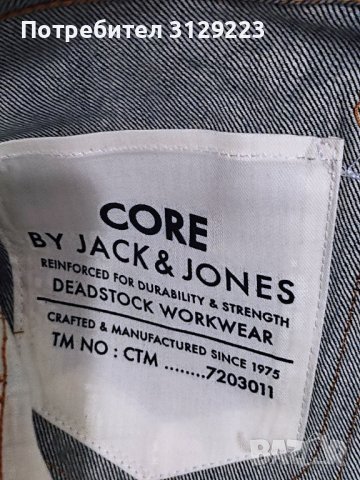 Потребител 3129223
CORE
BY JACK & JONES
REINFORCED FOR DURABILITY & STRENGTH
DEADSTOCK WORKWEAR
CRAFTED & MANUFACTURED SINCE 1975
TM NO : CTM ........7203011